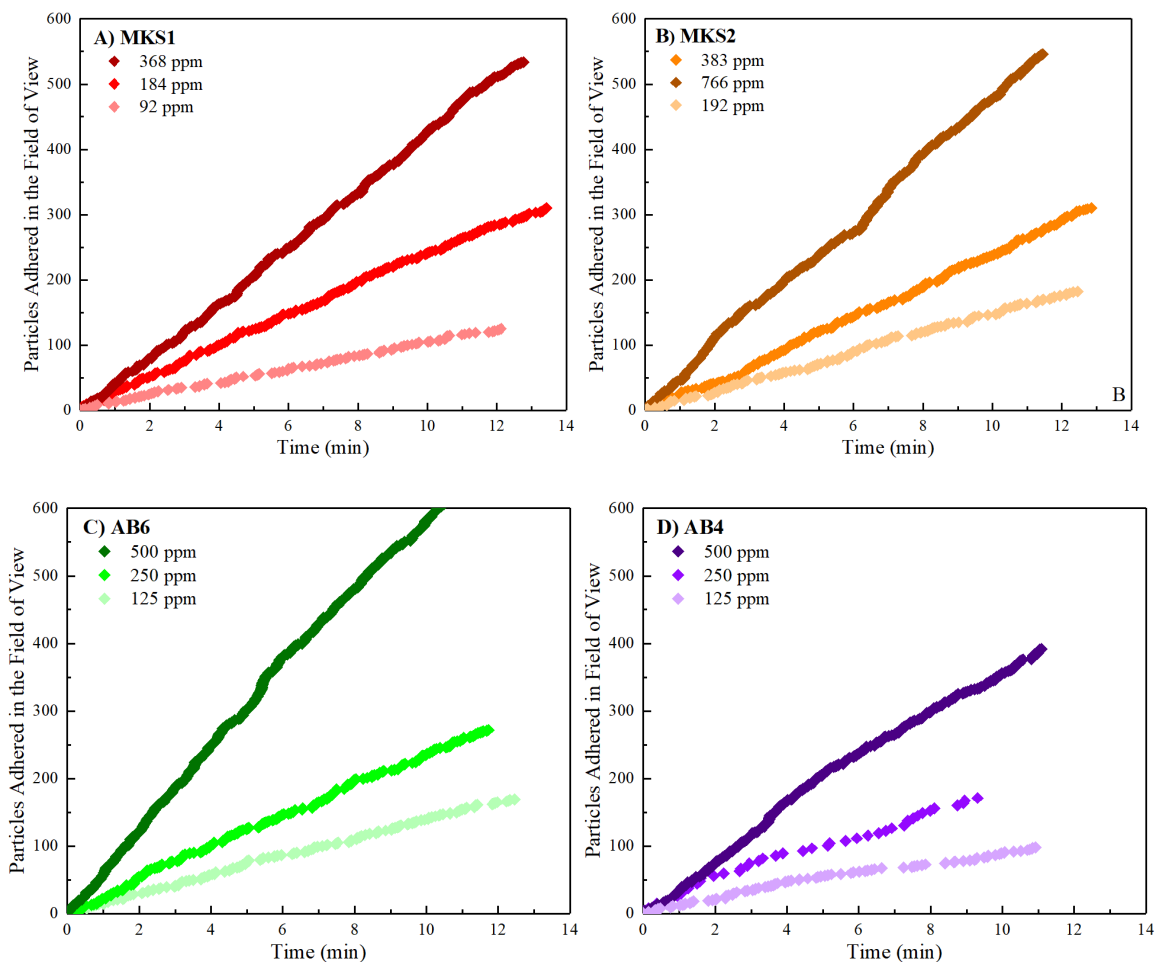 A) MKS1
368 ppm
184 ppm
92 ppm
Particles Adhered in the Field of View
600
500
400
300
200
100
0
0 2 4 6 8 10 12 14
Time (min)
B) MKS2
383 ppm
766 ppm
192 ppm
Particles Adhered in the Field of View
600
500
400
300
200
100
0
B
0 2 4 6 8 10 12 14
Time (min)
C) AB6
500 ppm
250 ppm
125 ppm
Particles Adhered in the Field of View
600
500
400
300
200
100
0
0 2 4 6 8 10 12 14
Time (min)
D) AB4
500 ppm
250 ppm
125 ppm
Particles Adhered in Field of View
600
500
400
300
200
100
0
0 2 4 6 8 10 12 14
Time (min)